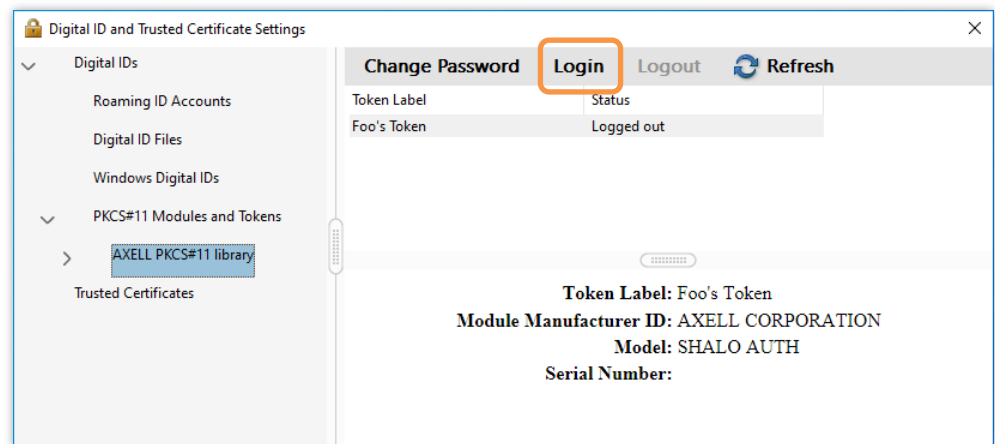 Digital ID and Trusted Certificate Settings
Digital IDs
Roaming ID Accounts
Digital ID Files
Windows Digital IDs
PKCS#11 Modules and Tokens
AXELL PKCS#11 library
Trusted Certificates
Change Password Login Logout Refresh
Token Label Status
Foo's Token Logged out
Token Label: Foo's Token
Module Manufacturer ID: AXELL CORPORATION
Model: SHALO AUTH
Serial Number: